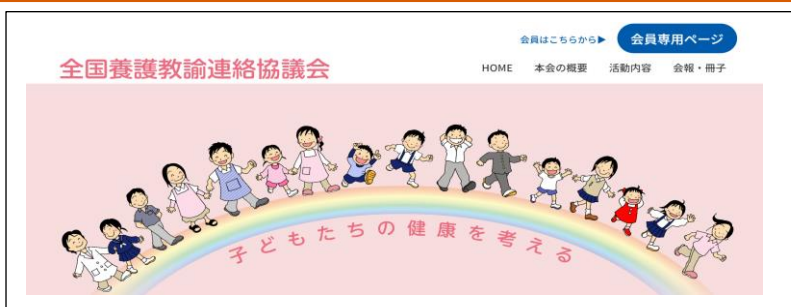 会員はこちらから▶ 会員専用ページ
全国養護教諭連絡協議会
HOME 本会の概要 活動内容 会報・冊子
子どもたちの健康を考える